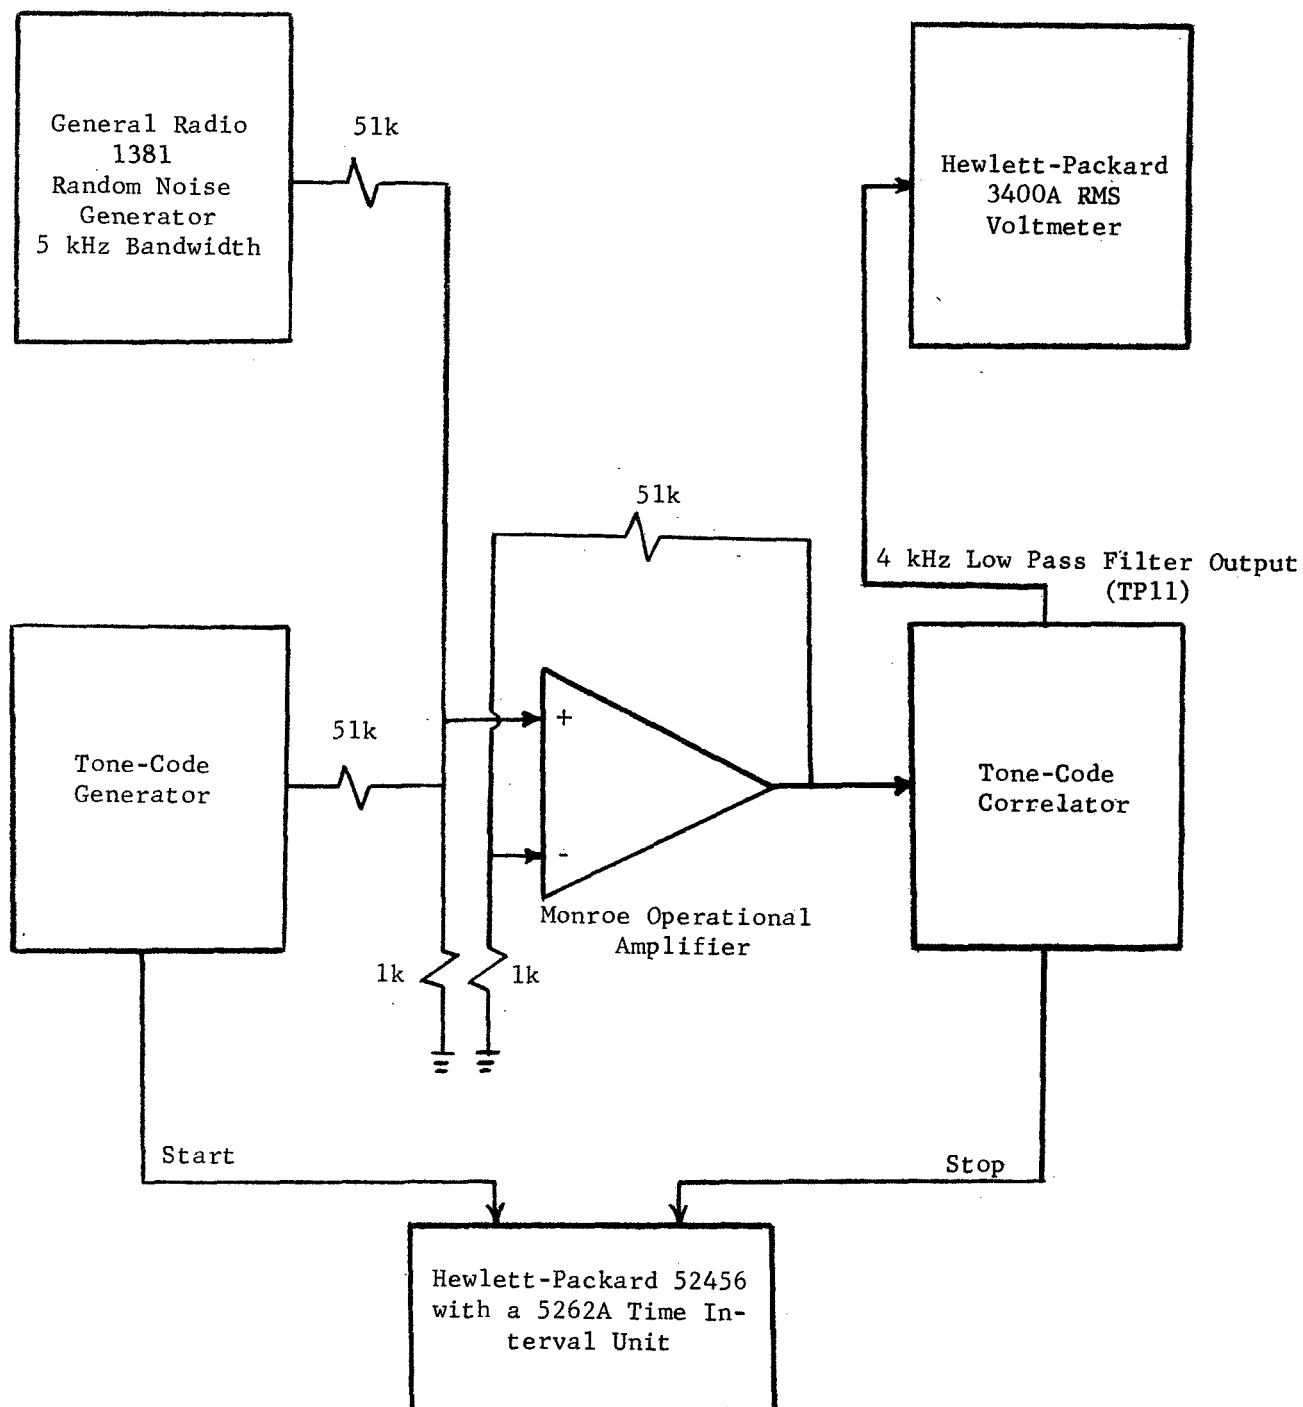 General Radio
1381
Random Noise
Generator
5 kHz Bandwidth
51k
Hewlett-Packard
3400A RMS
Voltmeter
51k
4 kHz Low Pass Filter Output
(TP11)
Tone-Code
Generator
51k
+
-
Monroe Operational
Amplifier
Tone-Code
Correlator
1k
1k
Start
Stop
Hewlett-Packard 52456
with a 5262A Time In-
terval Unit